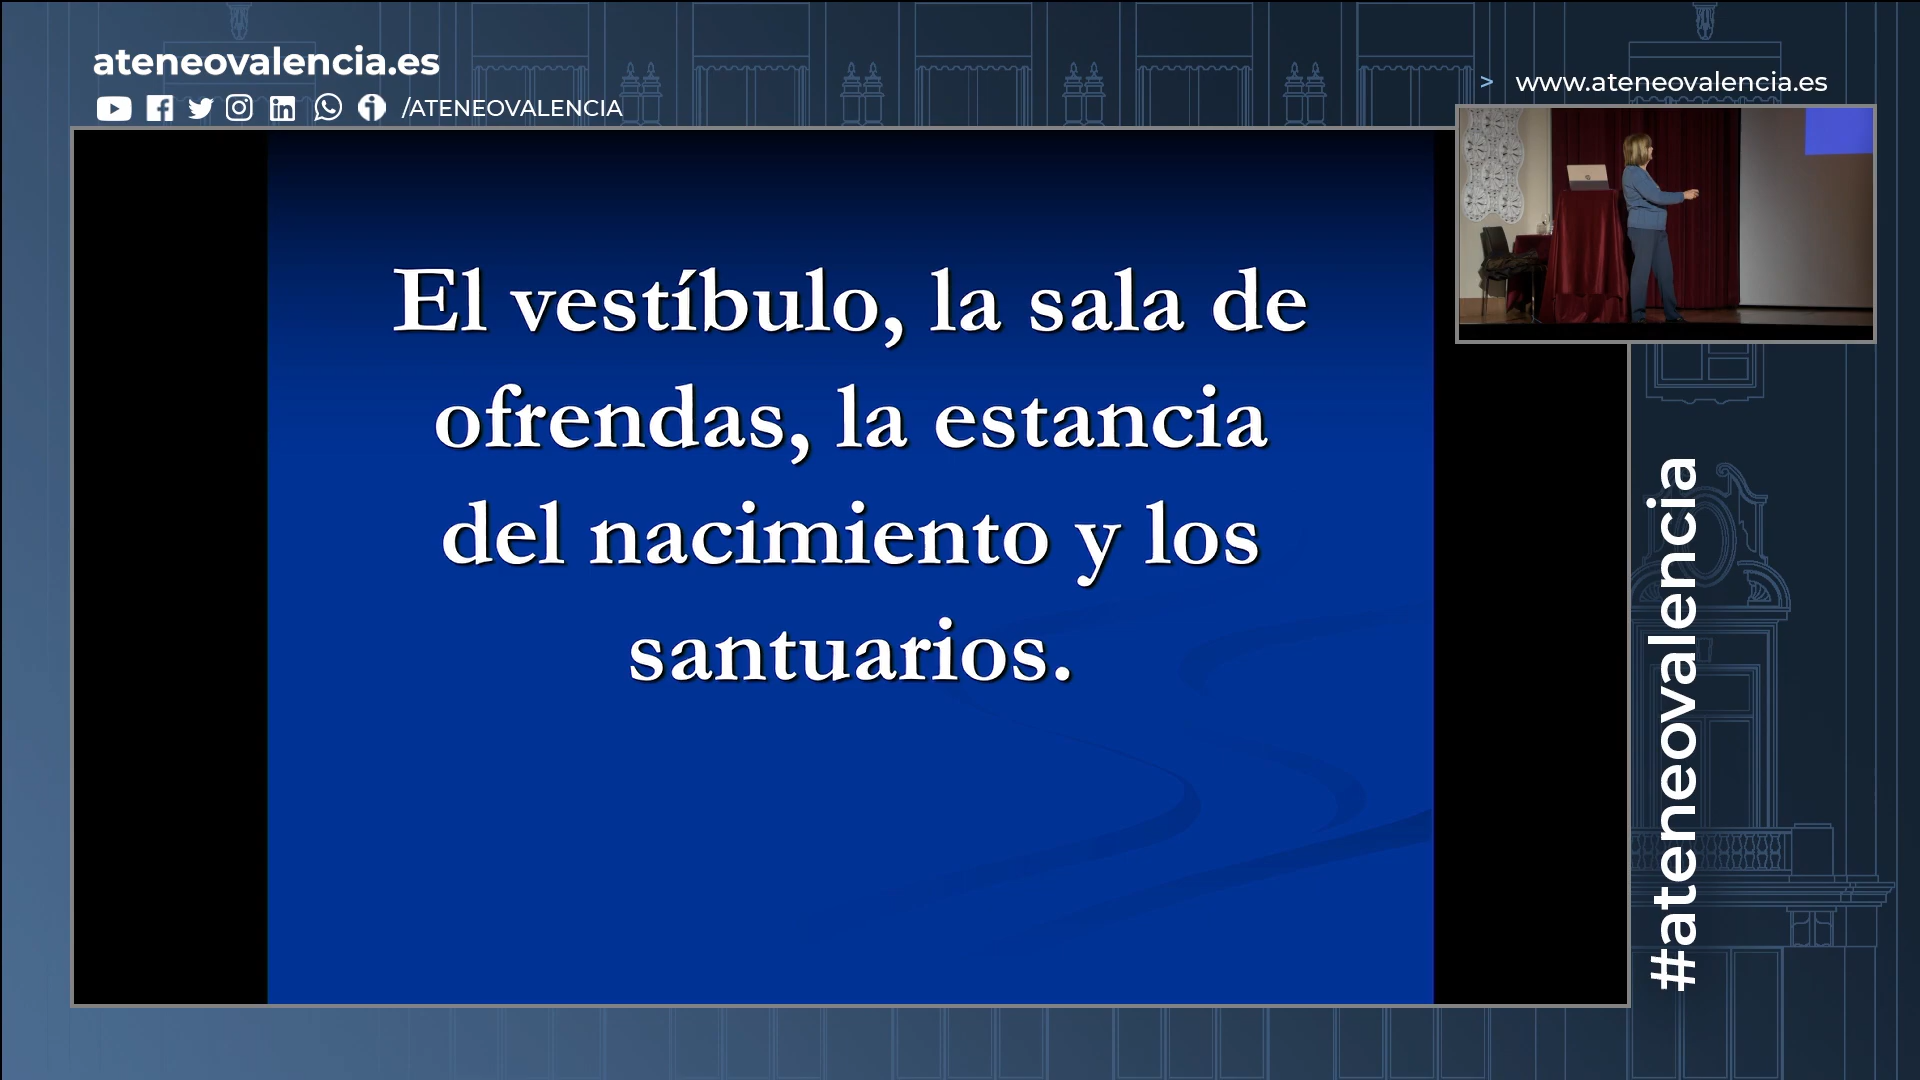 ateneovalencia.es
/ATENEOVALENCIA
> www.ateneovalencia.es
El vestíbulo, la sala de
ofrendas, la estancia
del nacimiento y los
santuarios.
#ateneovalencia